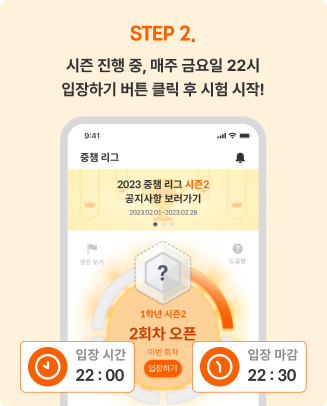 STEP 2.
시즌 진행 중, 매주 금요일 22시
입장하기 버튼 클릭 후 시험 시작!
9:41
중챔 리그
2023 중챔 리그 시즌2
공지사항 보러가기
2023.02.01~2023.02.28
랭킹 보기
도움말
?
1학년 시즌2
2회차 오픈
이번 회차
입장하기
입장 시간
22 : 00
입장 마감
22 : 30